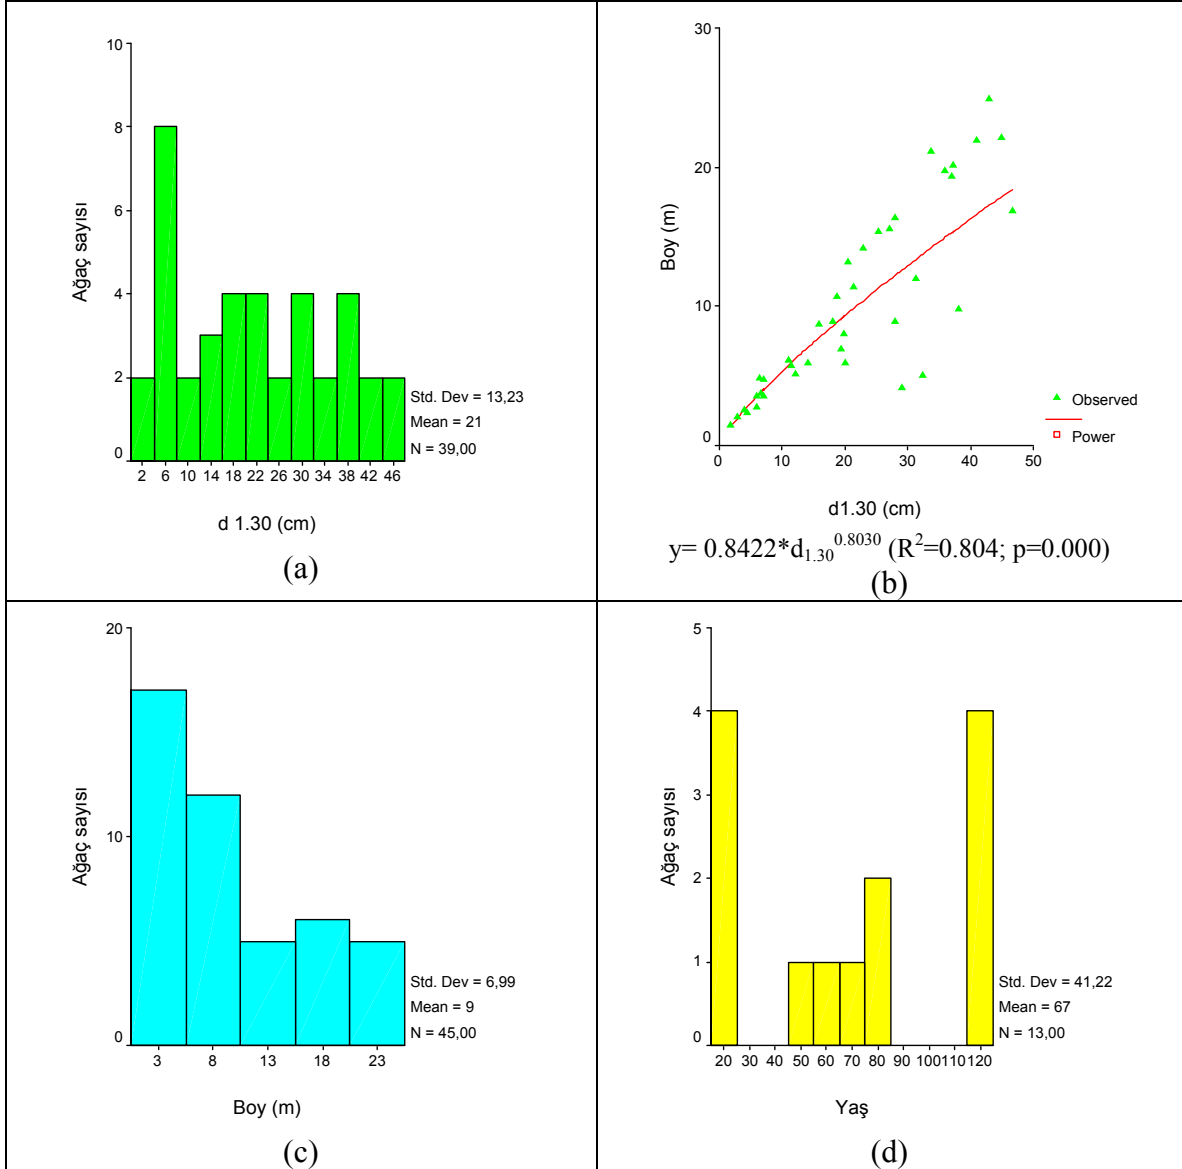 10
8
6
4
2
0
Ağaç sayısı
2 6 10 14 18 22 26 30 34 38 42 46
d 1.30 (cm)
Std. Dev = 13,23
Mean = 21
N = 39,00
(a)
30
20
10
0
Boy (m)
0 10 20 30 40 50
d1.30 (cm)
Observed
Power
y= 0.8422*d1.30^0.8030 (R²=0.804; p=0.000)
(b)
20
10
0
Ağaç sayısı
3 8 13 18 23
Boy (m)
Std. Dev = 6,99
Mean = 9
N = 45,00
(c)
5
4
3
2
1
0
Ağaç sayısı
20 30 40 50 60 70 80 90 100 110 120
Yaş
Std. Dev = 41,22
Mean = 67
N = 13,00
(d)